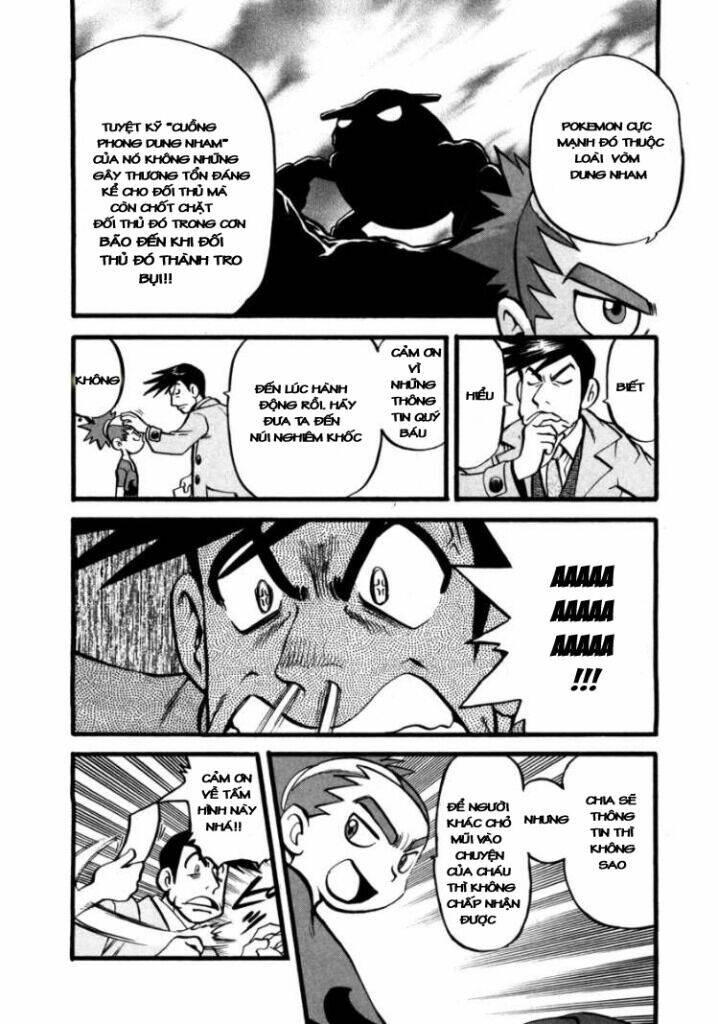 POKEMON CỰC
MẠNH ĐÓ THUỘC
LOÀI VÒM
DUNG NHAM
TUYỆT KỸ "CUỒNG
PHONG DUNG NHAM"
CỦA NÓ KHÔNG NHỮNG
GÂY THƯƠNG TỔN ĐÁNG
KỂ CHO ĐỐI THỦ MÀ
CÒN CHỐT CHẶT
ĐỐI THỦ ĐÓ TRONG CƠN
BÃO ĐẾN KHI ĐỐI
THỦ ĐÓ THÀNH TRO
BỤI!!
BIẾT
HIỂU
CẢM ƠN
VÌ
NHỮNG
THÔNG
TIN QUÝ
BÁU
ĐẾN LÚC HÀNH
ĐỘNG RỒI. HÃY
ĐƯA TA ĐẾN
NÚI NGHIÊM KHỐC
KHÔNG
AAAAA
AAAAA
AAAAA
!!!
CHIA SẼ
THÔNG
TIN THÌ
KHÔNG
SAO
NHƯNG
ĐỂ NGƯỜI
KHÁC CHỎ
MŨI VÀO
CHUYỆN
CỦA CHÁU
THÌ KHÔNG
CHẤP NHẬN
ĐƯỢC
CẢM ƠN
VỀ TẤM
HÌNH NÀY
NHÁ!!